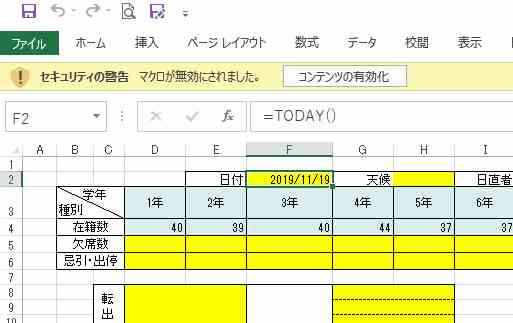 ファイル ホーム 挿入 ページ レイアウト 数式 データ 校閲 表示
セキュリティの警告 マクロが無効にされました。 コンテンツの有効化
F2 fx =TODAY()
A B C D E F G H I
1
2 日付 2019/11/19 天候 日直者
学年
3 種別 1年 2年 3年 4年 5年 6年
4 在籍数 40 39 40 44 37 37
5 欠席数
6 忌引・出停
7
8 転
9 出
10